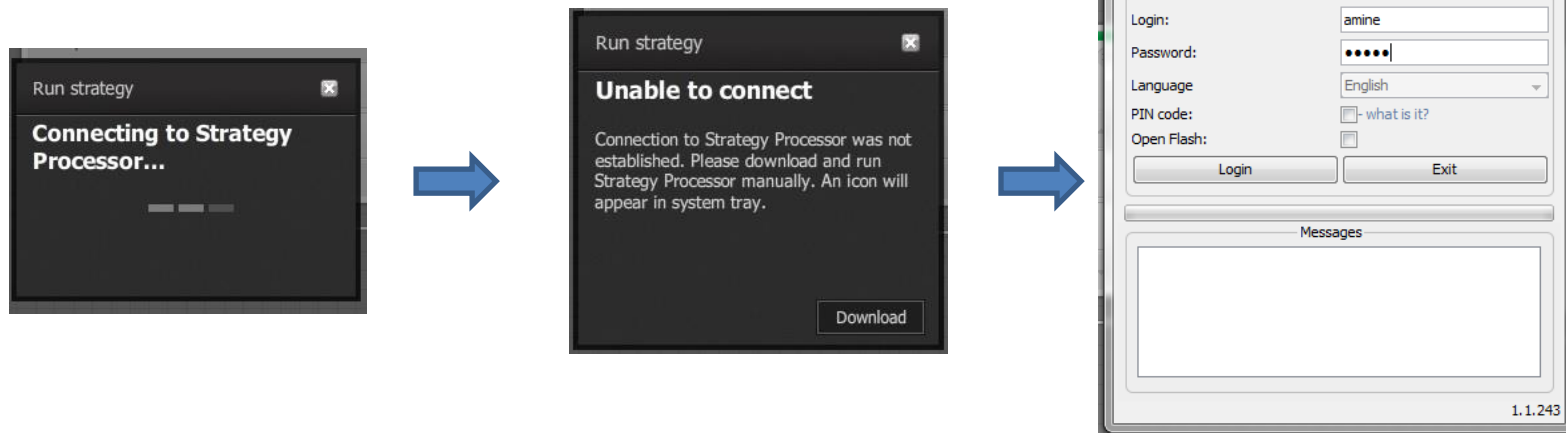 Run strategy
Connecting to Strategy
Processor...
Run strategy
Unable to connect
Connection to Strategy Processor was not
established. Please download and run
Strategy Processor manually. An icon will
appear in system tray.
Download
Login: amine
Password: •••••
Language English
PIN code: - what is it?
Open Flash:
Login Exit
Messages
1.1.243